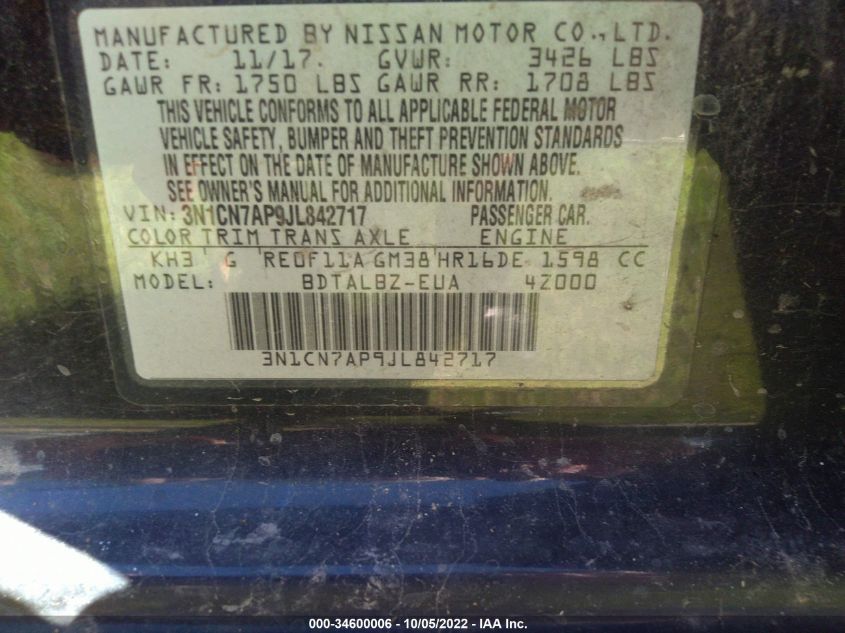 MANUFACTURED BY NISSAN MOTOR CO., LTD.
DATE: 11/17. GVWR: 3426 LBS
GAWR FR: 1750 LBS GAWR RR: 1708 LBS
THIS VEHICLE CONFORMS TO ALL APPLICABLE FEDERAL MOTOR
VEHICLE SAFETY, BUMPER AND THEFT PREVENTION STANDARDS
IN EFFECT ON THE DATE OF MANUFACTURE SHOWN ABOVE.
SEE OWNER'S MANUAL FOR ADDITIONAL INFORMATION.
VIN: 3N1CN7AP9JL842717 PASSENGER CAR.
COLOR TRIM TRANS AXLE ENGINE
KH3 G RE0F11A GM38 HR16DE 1598 CC
MODEL: BDTALBZ-EUA 4Z000
3N1CN7AP9JL842717
000-34600006 - 10/05/2022 - IAA Inc.